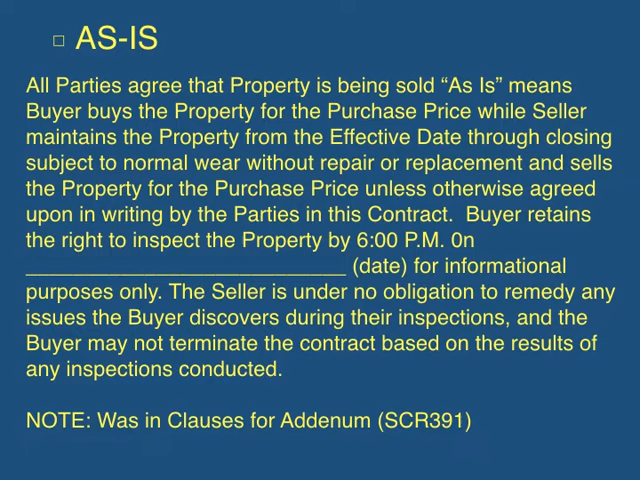 □ AS-IS
All Parties agree that Property is being sold “As Is” means
Buyer buys the Property for the Purchase Price while Seller
maintains the Property from the Effective Date through closing
subject to normal wear without repair or replacement and sells
the Property for the Purchase Price unless otherwise agreed
upon in writing by the Parties in this Contract.  Buyer retains
the right to inspect the Property by 6:00 P.M. 0n
_____________________________ (date) for informational
purposes only. The Seller is under no obligation to remedy any
issues the Buyer discovers during their inspections, and the
Buyer may not terminate the contract based on the results of
any inspections conducted.
NOTE: Was in Clauses for Addenum (SCR391)